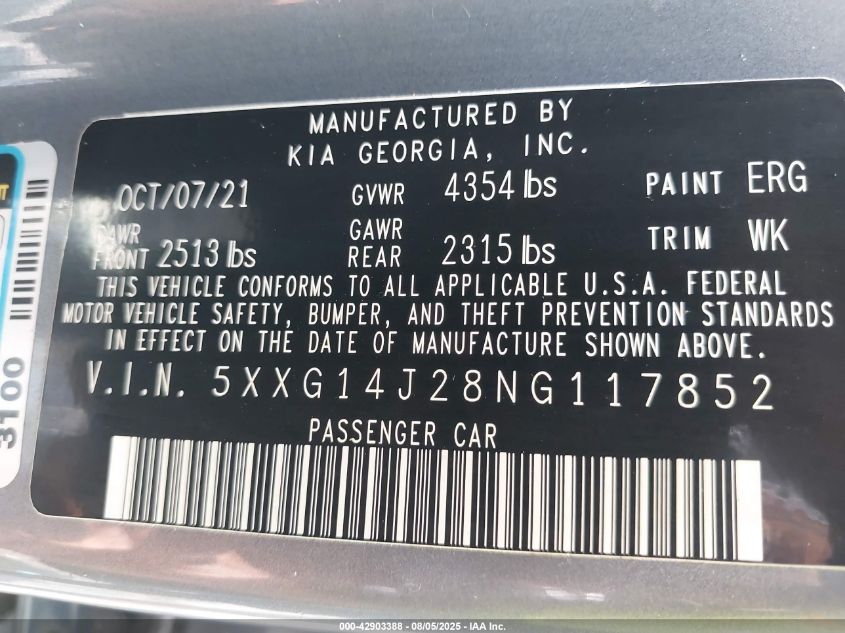 MANUFACTURED BY
KIA GEORGIA, INC.
OCT/07/21 GVWR 4354 lbs PAINT ERG
GAWR FRONT 2513 lbs GAWR REAR 2315 lbs TRIM WK
THIS VEHICLE CONFORMS TO ALL APPLICABLE U.S.A. FEDERAL
MOTOR VEHICLE SAFETY, BUMPER, AND THEFT PREVENTION STANDARDS
IN EFFECT ON THE DATE OF MANUFACTURE SHOWN ABOVE.
V.I.N. 5XXG14J28NG117852
PASSENGER CAR
3100
000-42903388 - 08/05/2025 - IAA Inc.